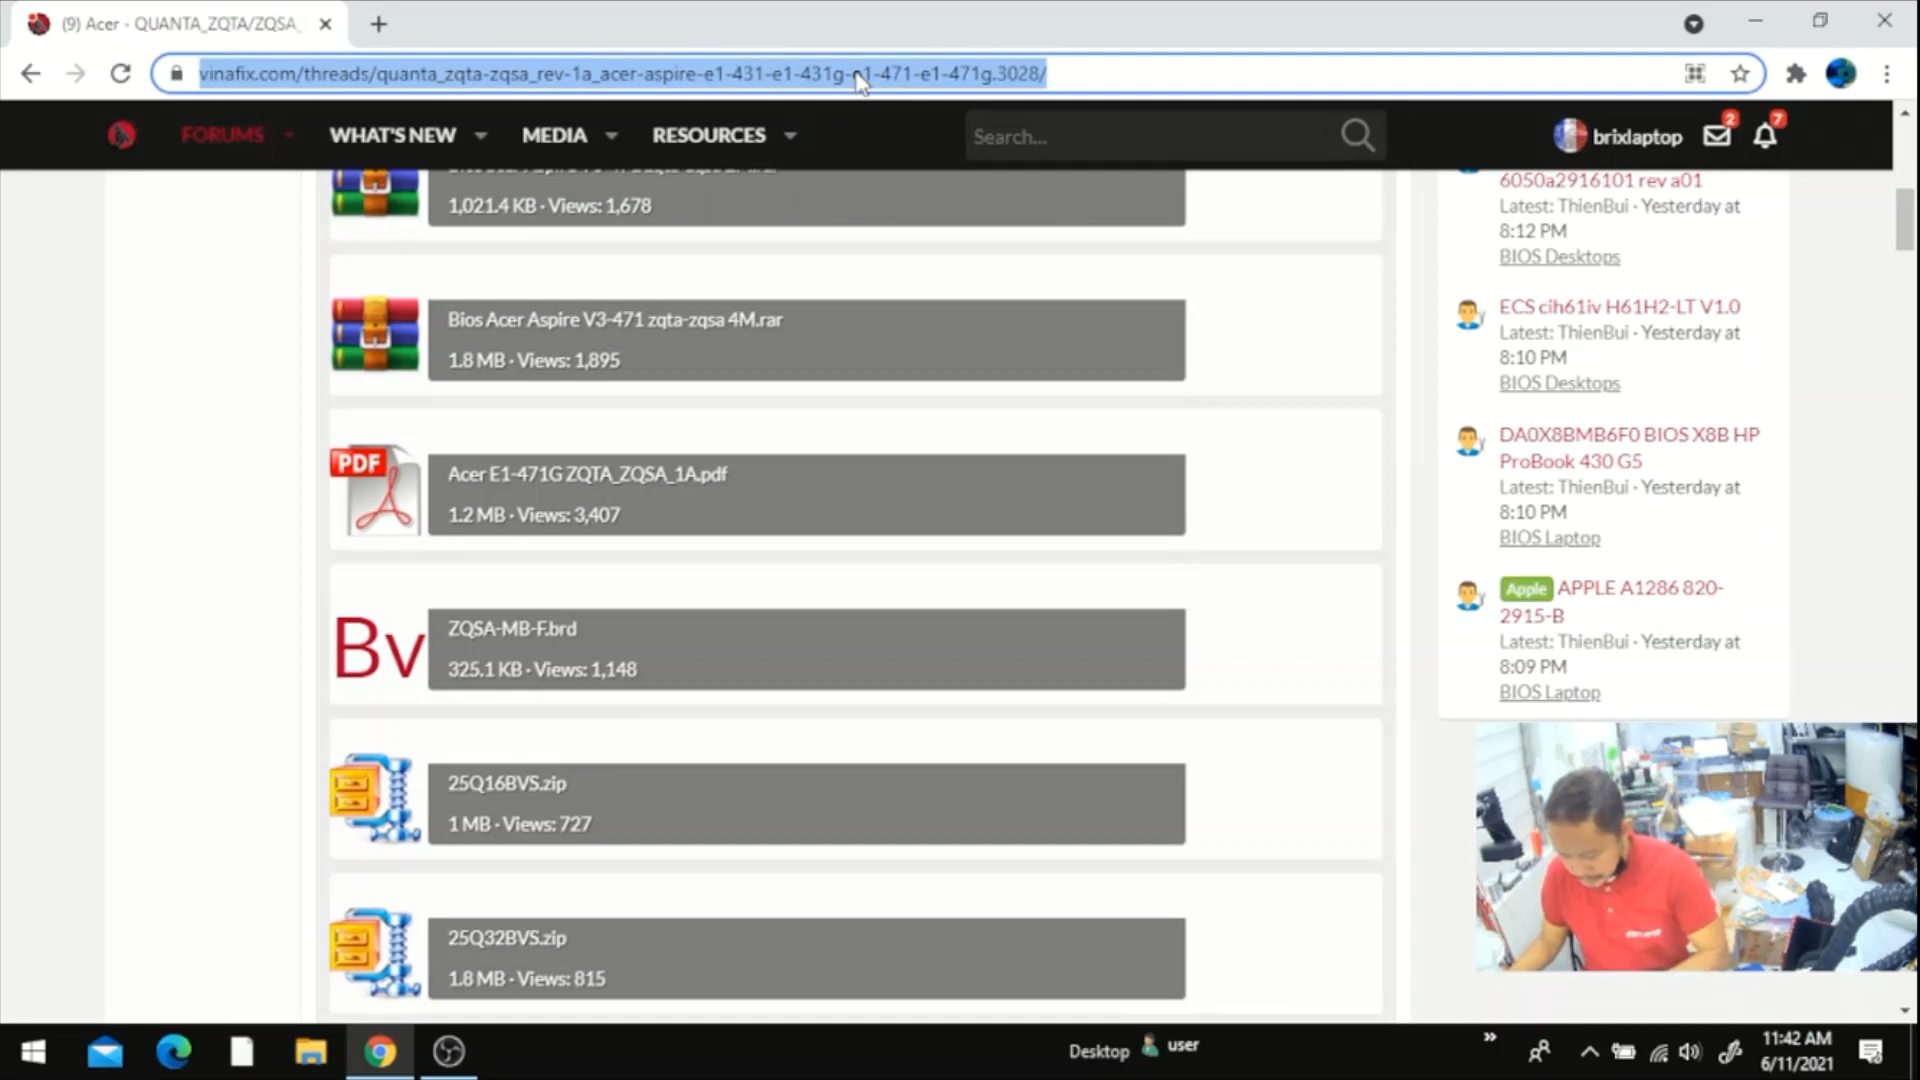 (9) Acer - QUANTA_ZQTA/ZQSA_
vinafix.com/threads/quanta_zqta-zqsa_rev-1a_acer-aspire-e1-431-e1-431g-e1-471-e1-471g.3028/
FORUMS
WHAT'S NEW
MEDIA
RESOURCES
Search...
brixlaptop
2
7
1,021.4 KB · Views: 1,678
Bios Acer Aspire V3-471 zqta-zqsa 4M.rar
1.8 MB · Views: 1,895
PDF
Acer E1-471G ZQTA_ZQSA_1A.pdf
1.2 MB · Views: 3,407
Bv
ZQSA-MB-F.brd
325.1 KB · Views: 1,148
25Q16BVS.zip
1 MB · Views: 727
25Q32BVS.zip
1.8 MB · Views: 815
6050a2916101 rev a01
Latest: ThienBui · Yesterday at
8:12 PM
BIOS Desktops
ECS cih61iv H61H2-LT V1.0
Latest: ThienBui · Yesterday at
8:10 PM
BIOS Desktops
DA0X8BMB6F0 BIOS X8B HP
ProBook 430 G5
Latest: ThienBui · Yesterday at
8:10 PM
BIOS Laptop
Apple APPLE A1286 820-
2915-B
Latest: ThienBui · Yesterday at
8:09 PM
BIOS Laptop
Desktop
user
11:42 AM
6/11/2021